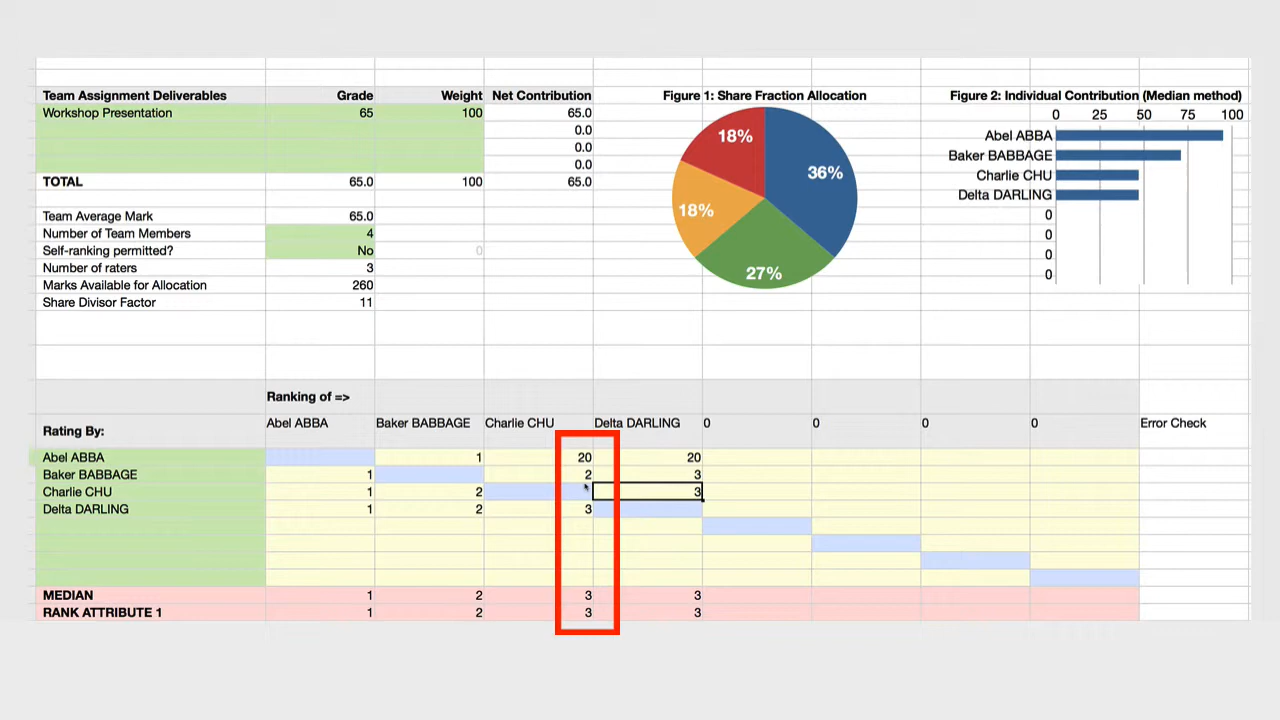 Team Assignment Deliverables Grade Weight Net Contribution Figure 1: Share Fraction Allocation Figure 2: Individual Contribution (Median method)
Workshop Presentation 65 100 65.0 0 25 50 75 100
0.0 18% 36% Abel ABBA
0.0 Baker BABBAGE
0.0 Charlie CHU
TOTAL 65.0 100 65.0 Delta DARLING
Team Average Mark 65.0 18% 0
Number of Team Members 4 0
Self-ranking permitted? No 0 0
Number of raters 3 27% 0
Marks Available for Allocation 260
Share Divisor Factor 11
Ranking of =>
Rating By: Abel ABBA Baker BABBAGE Charlie CHU Delta DARLING 0 0 0 0 Error Check
Abel ABBA 1 20 20
Baker BABBAGE 1 2 3
Charlie CHU 1 2 3
Delta DARLING 1 2 3
MEDIAN 1 2 3 3
RANK ATTRIBUTE 1 1 2 3 3